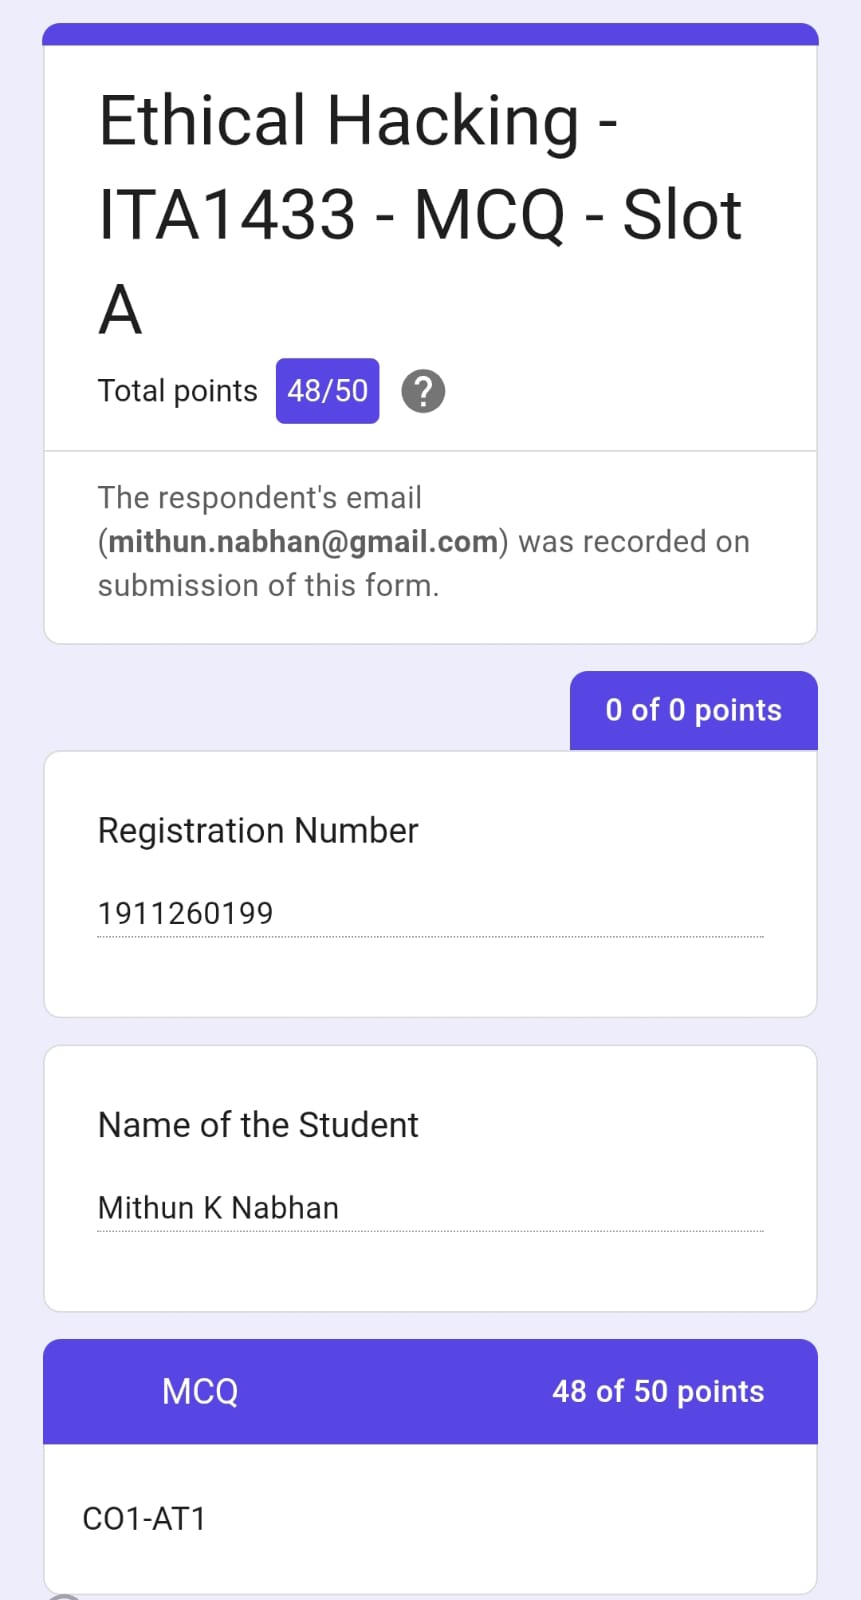 Ethical Hacking -
ITA1433 - MCQ - Slot
A
Total points 48/50 ?
The respondent's email
(mithun.nabhan@gmail.com) was recorded on
submission of this form.
0 of 0 points
Registration Number
1911260199
Name of the Student
Mithun K Nabhan
MCQ 48 of 50 points
CO1-AT1